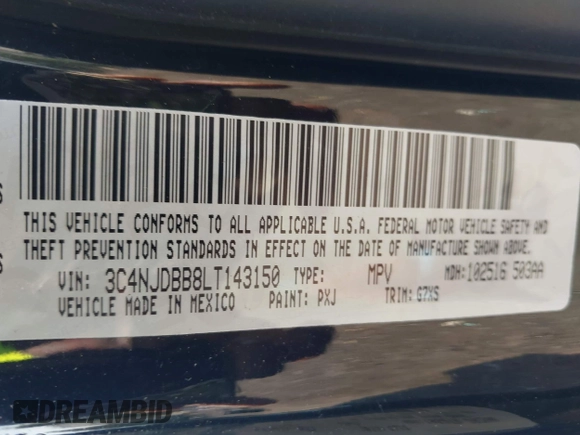 THIS VEHICLE CONFORMS TO ALL APPLICABLE U.S.A. FEDERAL MOTOR VEHICLE SAFETY AND
THEFT PREVENTION STANDARDS IN EFFECT ON THE DATE OF MANUFACTURE SHOWN ABOVE.
VIN: 3C4NJDBB8LT143150 TYPE: MPV MDH:102516 503AA
VEHICLE MADE IN MEXICO PAINT: PXJ TRIM: G7XS
DREAMBID